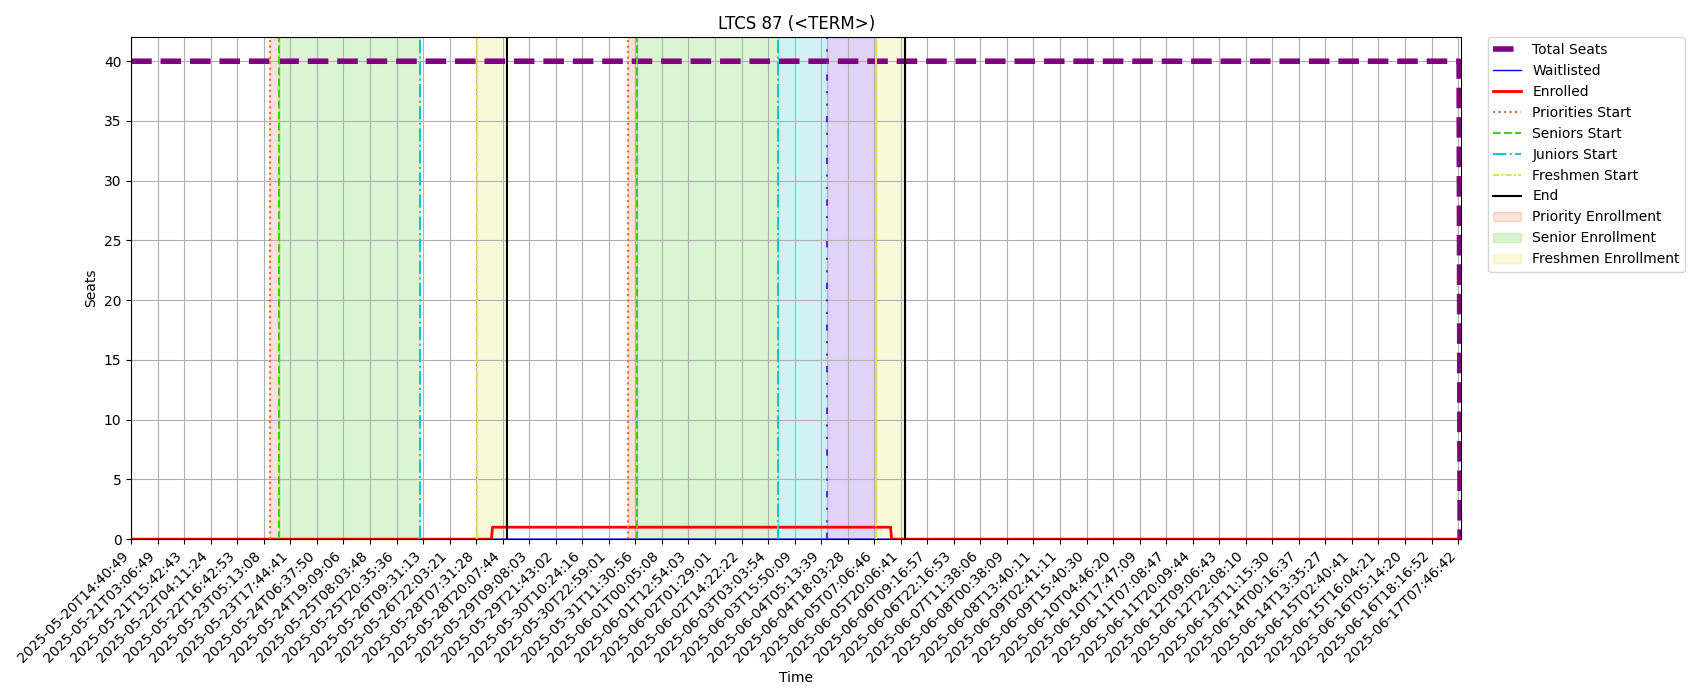 LTCS 87 (<TERM>)
Seats
40
35
30
25
20
15
10
5
0
2025-05-20T14:40:49
2025-05-21T03:06:49
2025-05-21T15:42:43
2025-05-22T04:11:24
2025-05-22T16:42:53
2025-05-23T05:13:08
2025-05-23T17:44:41
2025-05-24T06:37:50
2025-05-24T19:09:06
2025-05-25T08:03:48
2025-05-25T20:35:36
2025-05-26T09:31:13
2025-05-26T22:03:21
2025-05-28T07:31:28
2025-05-28T20:07:44
2025-05-29T09:08:03
2025-05-29T21:43:02
2025-05-30T10:24:16
2025-05-30T22:59:01
2025-05-31T11:30:56
2025-06-01T00:05:08
2025-06-01T12:54:03
2025-06-02T01:29:01
2025-06-02T14:22:22
2025-06-03T03:03:54
2025-06-03T15:50:09
2025-06-04T05:13:39
2025-06-04T18:03:28
2025-06-05T07:06:46
2025-06-05T20:06:41
2025-06-06T09:16:57
2025-06-06T22:16:53
2025-06-07T11:38:06
2025-06-08T00:38:09
2025-06-08T13:40:11
2025-06-09T02:41:11
2025-06-09T15:40:30
2025-06-10T04:46:20
2025-06-10T17:47:09
2025-06-11T07:08:47
2025-06-11T20:09:44
2025-06-12T09:06:43
2025-06-12T22:08:10
2025-06-13T11:15:30
2025-06-14T00:16:37
2025-06-14T13:35:27
2025-06-15T02:40:41
2025-06-15T16:04:21
2025-06-16T05:14:20
2025-06-16T18:16:52
2025-06-17T07:46:42
Time
Total Seats
Waitlisted
Enrolled
Priorities Start
Seniors Start
Juniors Start
Freshmen Start
End
Priority Enrollment
Senior Enrollment
Freshmen Enrollment